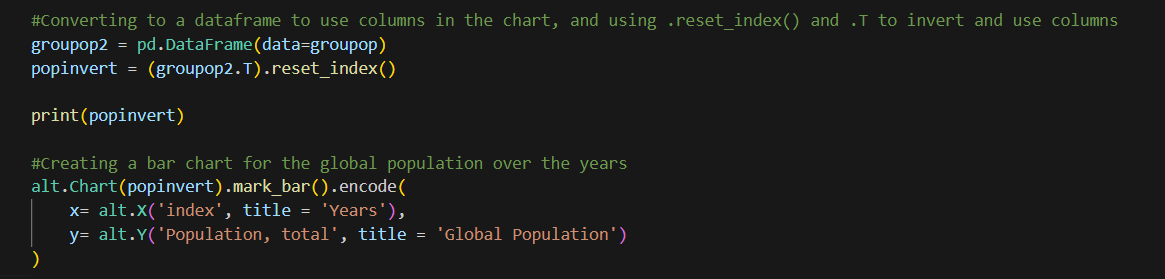 #Converting to a dataframe to use columns in the chart, and using .reset_index() and .T to invert and use columns
groupop2 = pd.DataFrame(data=groupop)
popinvert = (groupop2.T).reset_index()
print(popinvert)
#Creating a bar chart for the global population over the years
alt.Chart(popinvert).mark_bar().encode(
x= alt.X('index', title = 'Years'),
y= alt.Y('Population, total', title = 'Global Population')
)